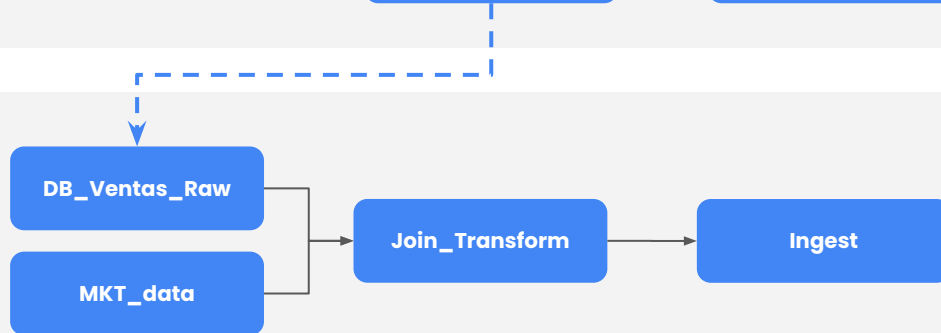 DB_Ventas_Raw
MKT_data
Join_Transform
Ingest